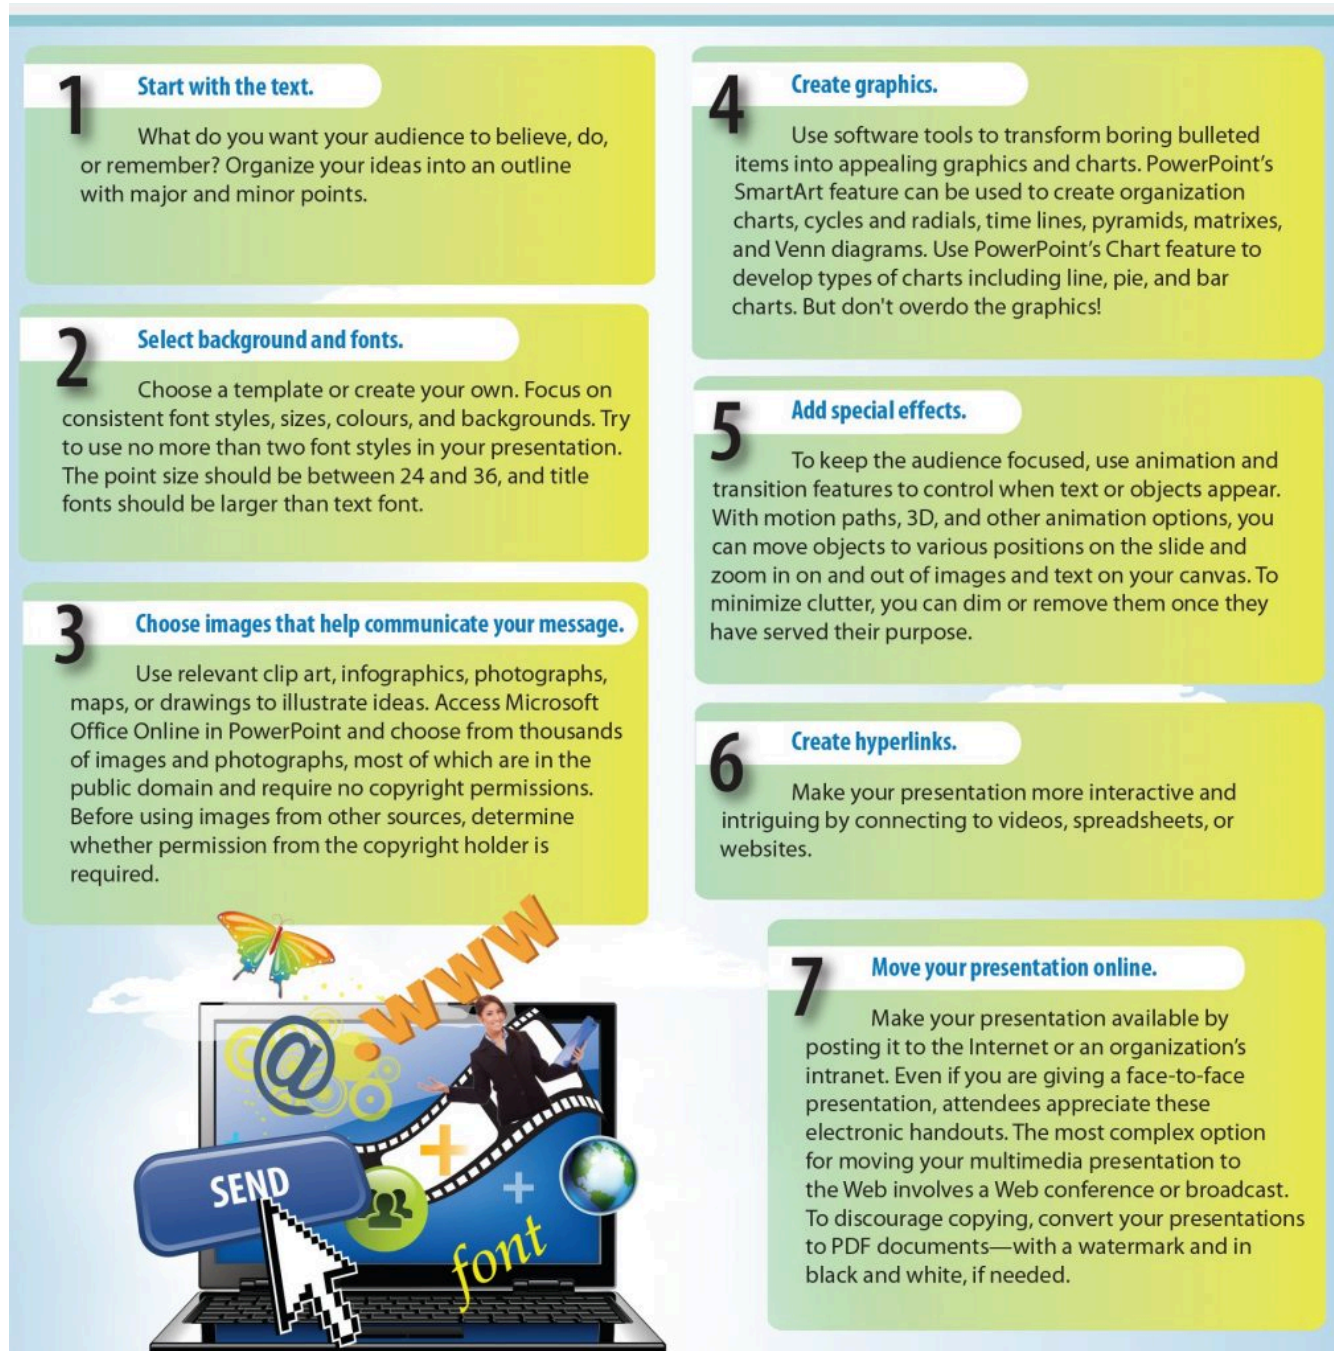 1
Start with the text.
What do you want your audience to believe, do,
or remember? Organize your ideas into an outline
with major and minor points.
2
Select background and fonts.
Choose a template or create your own. Focus on
consistent font styles, sizes, colours, and backgrounds. Try
to use no more than two font styles in your presentation.
The point size should be between 24 and 36, and title
fonts should be larger than text font.
3
Choose images that help communicate your message.
Use relevant clip art, infographics, photographs,
maps, or drawings to illustrate ideas. Access Microsoft
Office Online in PowerPoint and choose from thousands
of images and photographs, most of which are in the
public domain and require no copyright permissions.
Before using images from other sources, determine
whether permission from the copyright holder is
required.
@
.www
SEND
font
4
Create graphics.
Use software tools to transform boring bulleted
items into appealing graphics and charts. PowerPoint's
SmartArt feature can be used to create organization
charts, cycles and radials, time lines, pyramids, matrixes,
and Venn diagrams. Use PowerPoint's Chart feature to
develop types of charts including line, pie, and bar
charts. But don't overdo the graphics!
5
Add special effects.
To keep the audience focused, use animation and
transition features to control when text or objects appear.
With motion paths, 3D, and other animation options, you
can move objects to various positions on the slide and
zoom in on and out of images and text on your canvas. To
minimize clutter, you can dim or remove them once they
have served their purpose.
6
Create hyperlinks.
Make your presentation more interactive and
intriguing by connecting to videos, spreadsheets, or
websites.
7
Move your presentation online.
Make your presentation available by
posting it to the Internet or an organization's
intranet. Even if you are giving a face-to-face
presentation, attendees appreciate these
electronic handouts. The most complex option
for moving your multimedia presentation to
the Web involves a Web conference or broadcast.
To discourage copying, convert your presentations
to PDF documents—with a watermark and in
black and white, if needed.